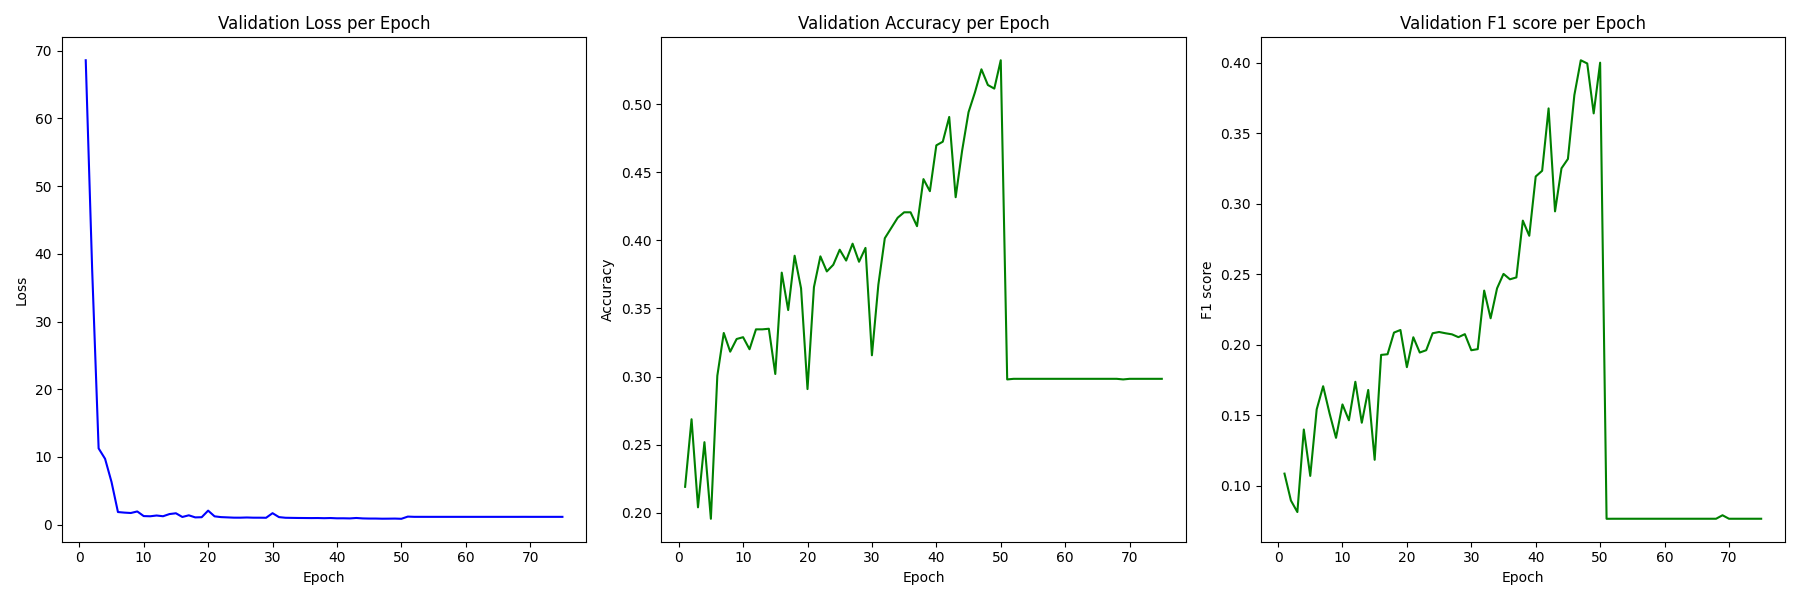 Validation Loss per Epoch
70
60
50
40
30
20
10
0
Loss
0 10 20 30 40 50 60 70
Epoch
Validation Accuracy per Epoch
0.50
0.45
0.40
0.35
0.30
0.25
0.20
Accuracy
0 10 20 30 40 50 60 70
Epoch
Validation F1 score per Epoch
0.40
0.35
0.30
0.25
0.20
0.15
0.10
F1 score
0 10 20 30 40 50 60 70
Epoch